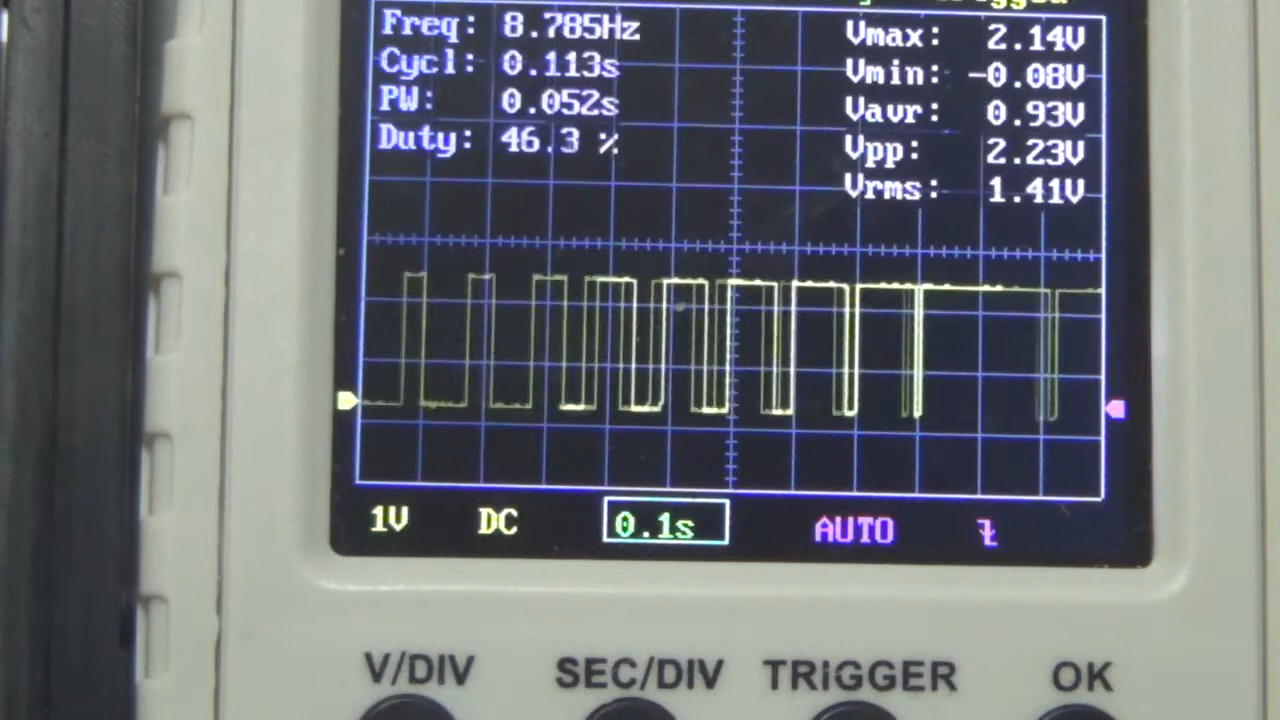 Freq: 8.785Hz
Cycl: 0.113s
PW: 0.052s
Duty: 46.3 %
Vmax: 2.14V
Vmin: -0.08V
Vavr: 0.93V
Vpp: 2.23V
Vrms: 1.41V
1V DC 0.1s AUTO
V/DIV SEC/DIV TRIGGER OK